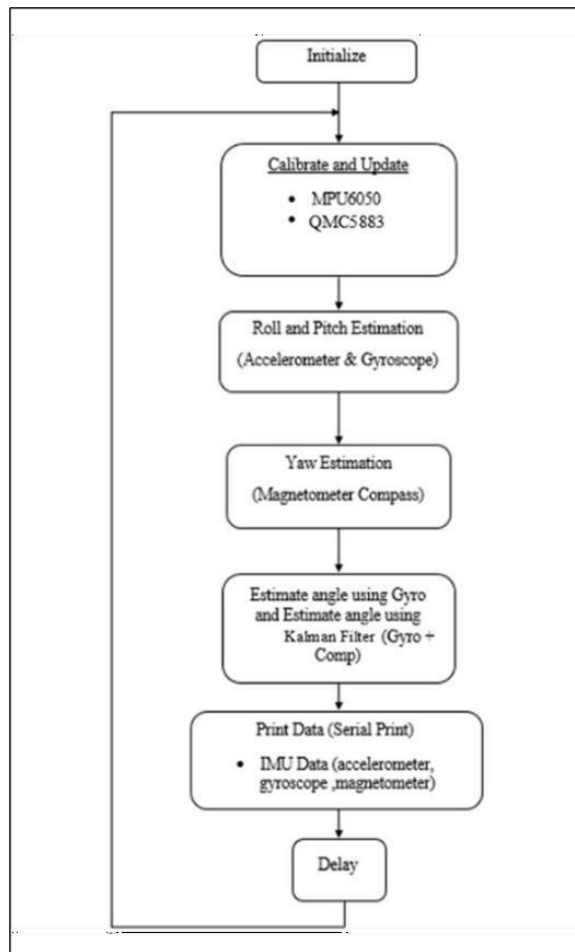 Initialize
Calibrate and Update
• MPU6050
• QMC5883
Roll and Pitch Estimation
(Accelerometer & Gyroscope)
Yaw Estimation
(Magnetometer Compass)
Estimate angle using Gyro
and Estimate angle using
Kalman Filter (Gyro +
Comp)
Print Data (Serial Print)
• IMU Data (accelerometer,
gyroscope ,magnetometer)
Delay